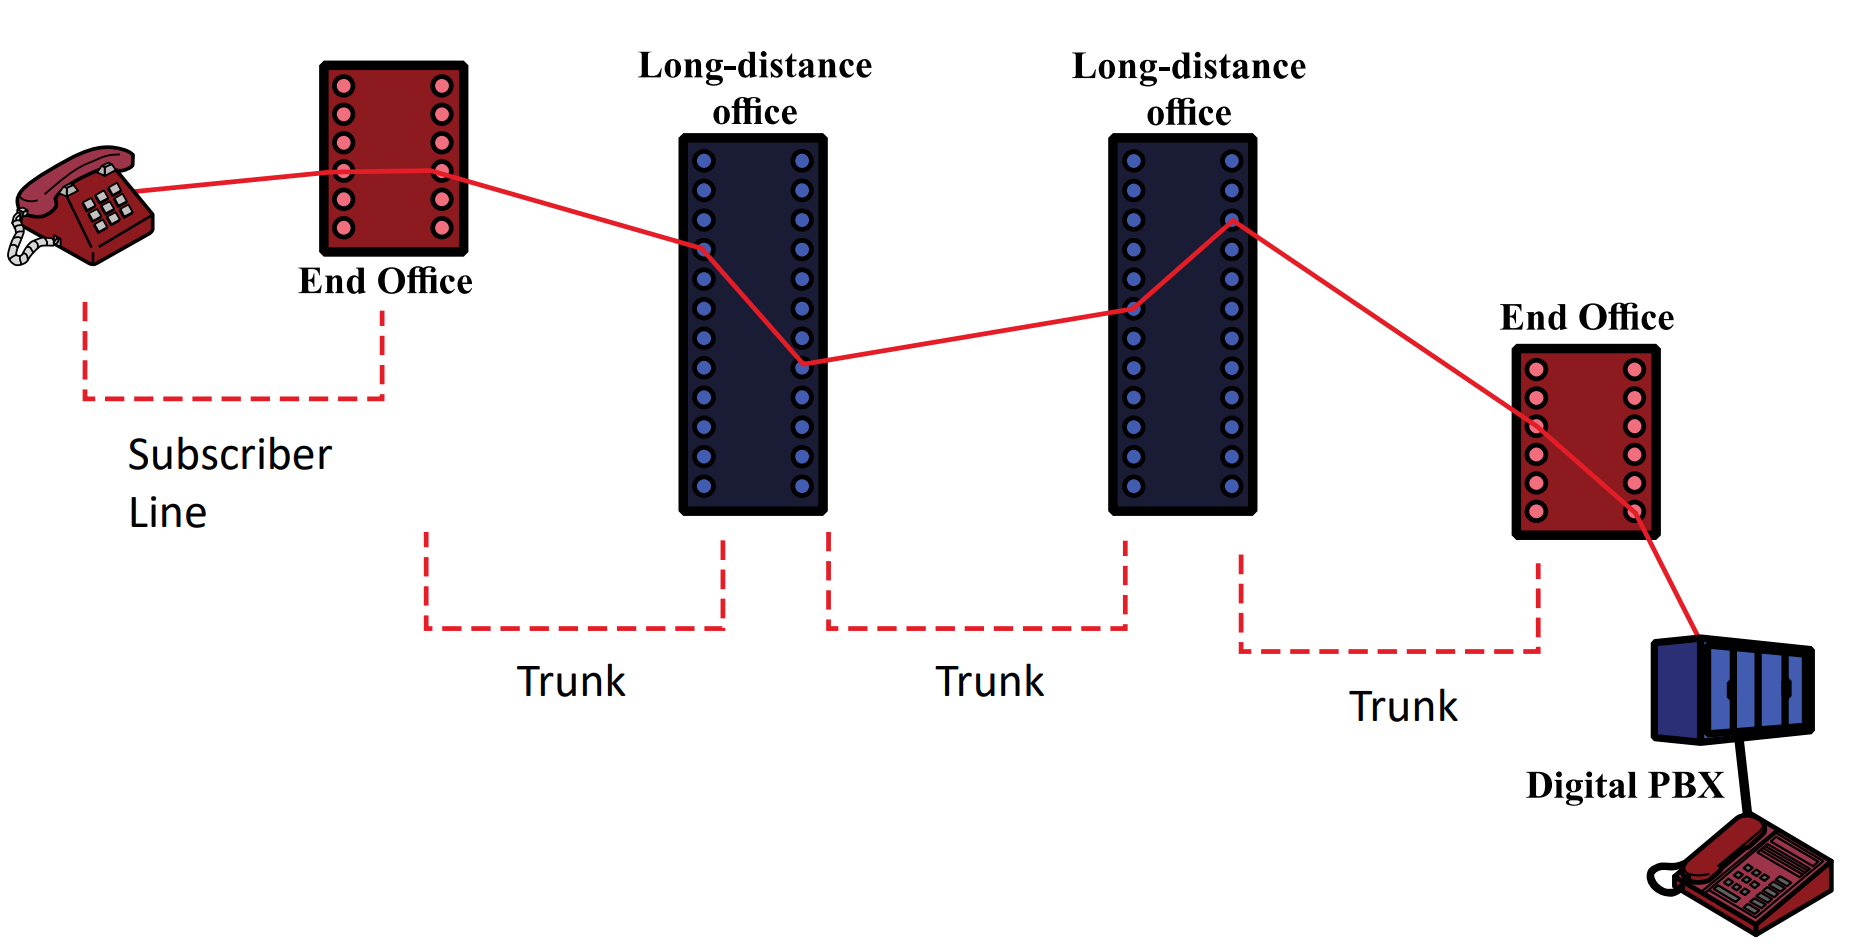 Long-distance
office
Long-distance
office
End Office
End Office
Subscriber
Line
Trunk
Trunk
Trunk
Digital PBX